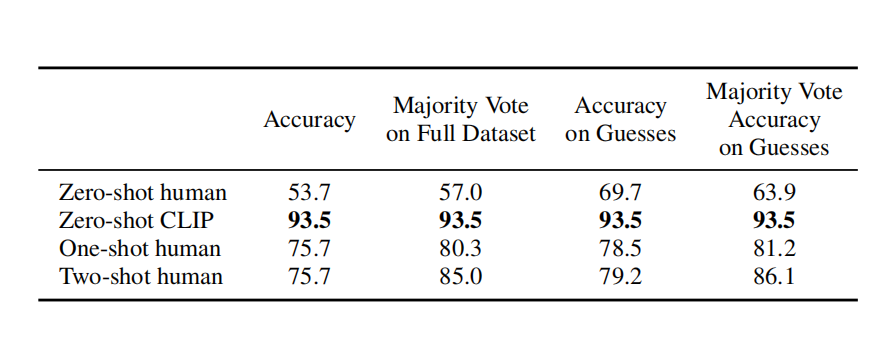 Accuracy Majority Vote on Full Dataset Accuracy on Guesses Majority Vote Accuracy on Guesses
Zero-shot human 53.7 57.0 69.7 63.9
Zero-shot CLIP 93.5 93.5 93.5 93.5
One-shot human 75.7 80.3 78.5 81.2
Two-shot human 75.7 85.0 79.2 86.1